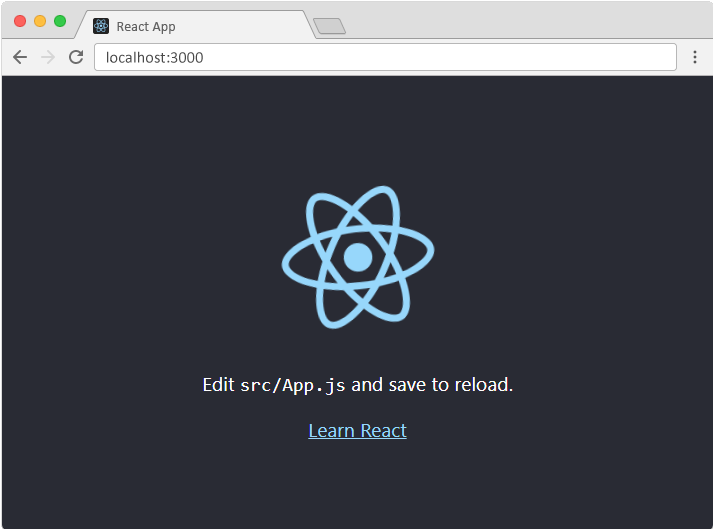 React App
localhost:3000
Edit src/App.js and save to reload.
Learn React